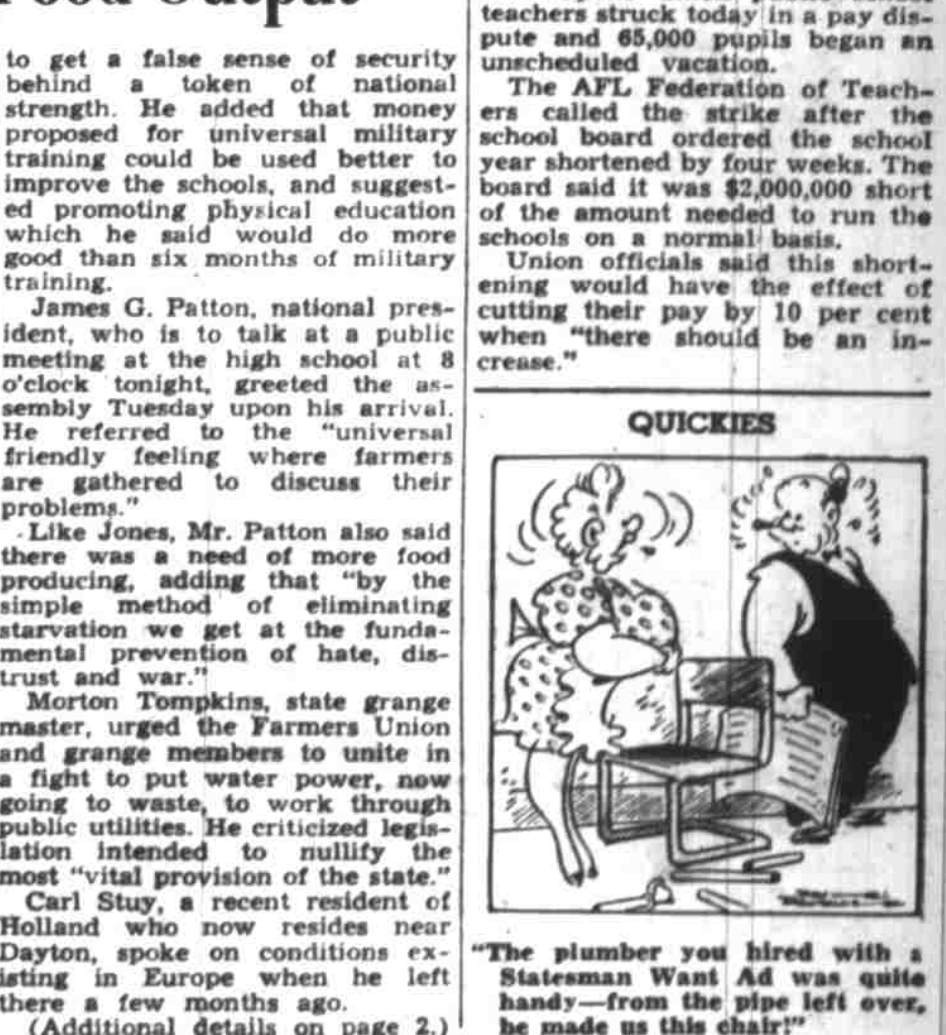 Food Output
to get a false sense of security
behind a token of national
strength. He added that money
proposed for universal military
training could be used better to
improve the schools, and suggest-
ed promoting physical education
which he said would do more
good than six months of military
training.
James G. Patton, national pres-
ident, who is to talk at a public
meeting at the high school at 8
o'clock tonight, greeted the as-
sembly Tuesday upon his arrival.
He referred to the "universal
friendly feeling where farmers
are gathered to discuss their
problems."
Like Jones, Mr. Patton also said
there was a need of more food
producing, adding that "by the
simple method of eliminating
starvation we get at the funda-
mental prevention of hate, dis-
trust and war."
Morton Tompkins, state grange
master, urged the Farmers Union
and grange members to unite in
a fight to put water power, now
going to waste, to work through
public utilities. He criticized legis-
lation intended to nullify the
most "vital provision of the state."
Carl Stuy, a recent resident of
Holland who now resides near
Dayton, spoke on conditions ex-
isting in Europe when he left
there a few months ago.
(Additional details on page 2.)
teachers struck today in a pay dis-
pute and 65,000 pupils began an
unscheduled vacation.
The AFL Federation of Teach-
ers called the strike after the
school board ordered the school
year shortened by four weeks. The
board said it was $2,000,000 short
of the amount needed to run the
schools on a normal basis.
Union officials said this short-
ening would have the effect of
cutting their pay by 10 per cent
when "there should be an in-
crease."
QUICKIES
"The plumber you hired with a
Statesman Want Ad was quite
handy—from the pipe left over,
he made us this chair!"